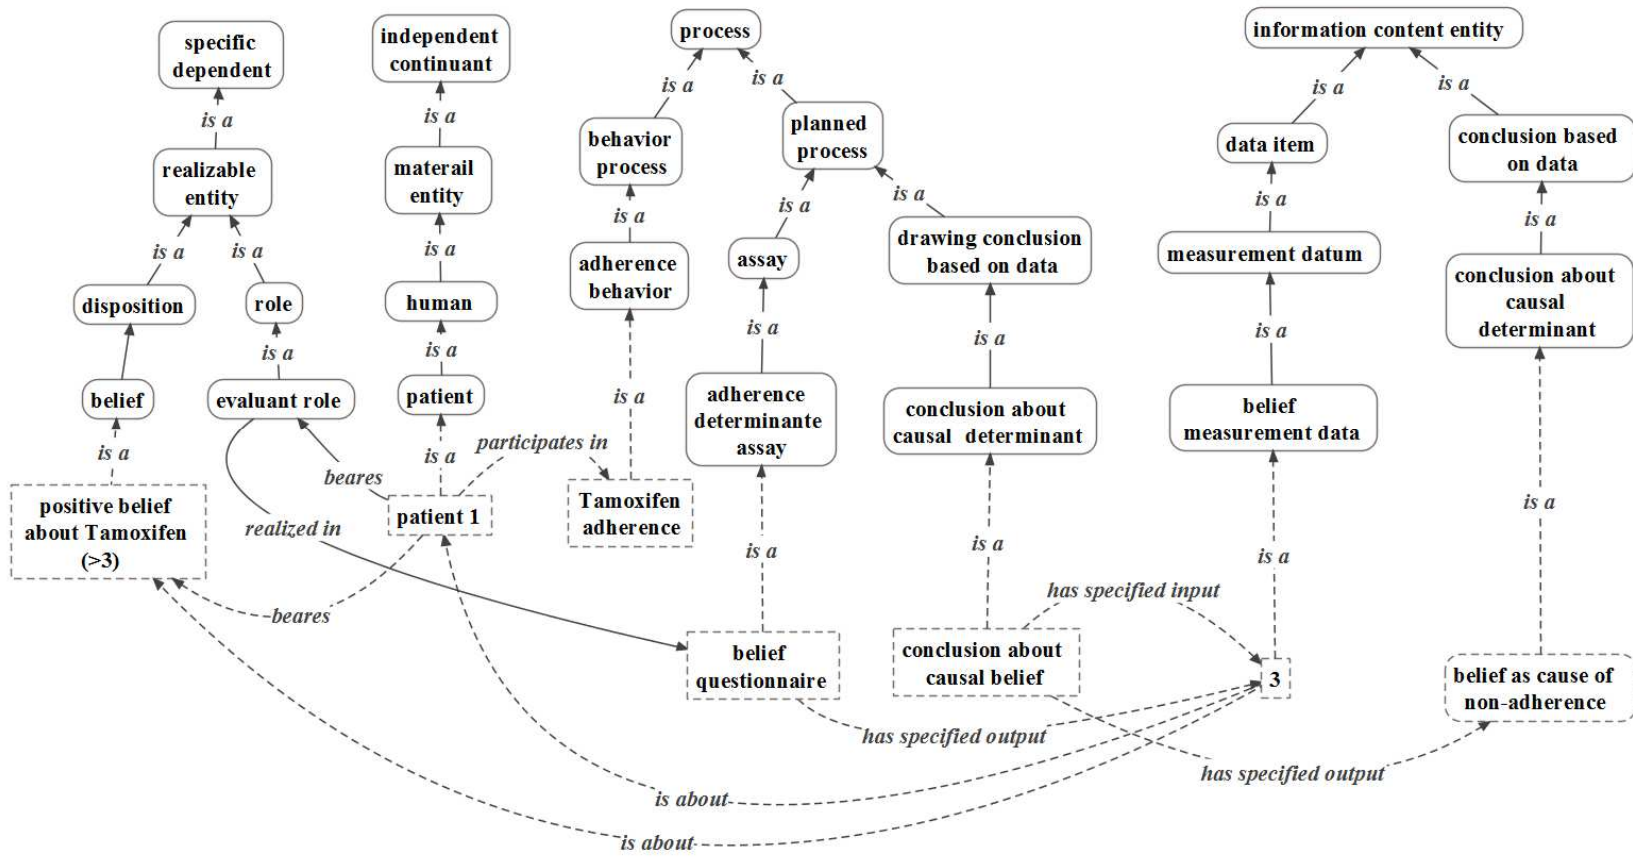 specific
dependent
is a
realizable
entity
is a
is a
disposition
role
is a
belief
evaluant role
is a
positive belief
about Tamoxifen
(>3)
independent
continuant
is a
materail
entity
is a
human
is a
patient
is a
patient 1
beares
participates in
realized in
beares
process
is a
is a
behavior
process
planned
process
is a
is a
is a
adherence
behavior
assay
drawing conclusion
based on data
is a
is a
is a
adherence
determinante
assay
conclusion about
causal determinant
Tamoxifen
adherence
is a
is a
belief
questionnaire
conclusion about
causal belief
has specified input
has specified output
has specified output
is about
is about
information content entity
is a
is a
data item
conclusion based
on data
is a
is a
measurement datum
conclusion about
causal
determinant
is a
belief
measurement data
is a
is a
3
belief as cause of
non-adherence